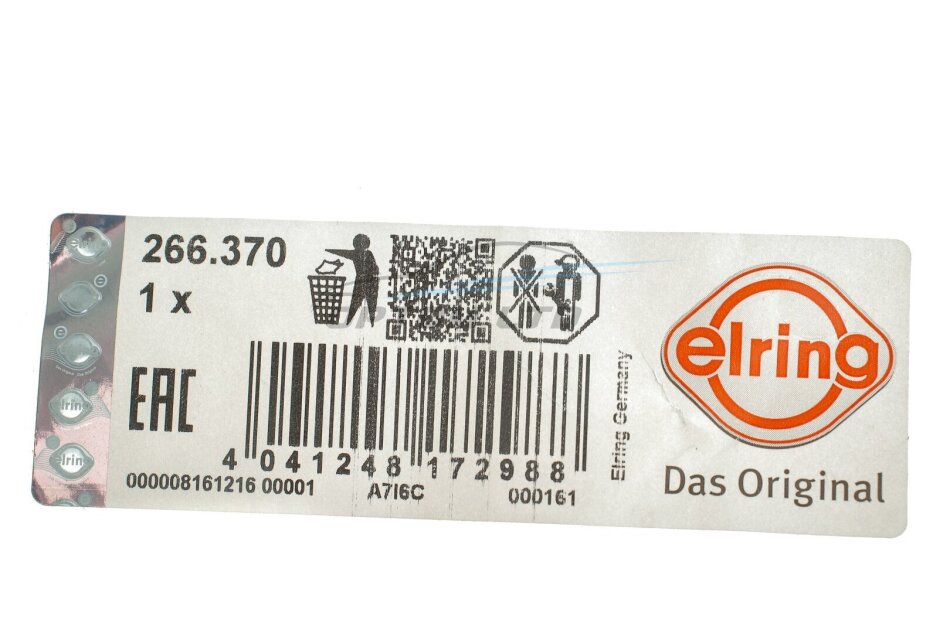 266.370
1 x
EAC
4 041248 172988
000008161216 00001
A7I6C
000161
Elring Germany
elring
Das Original